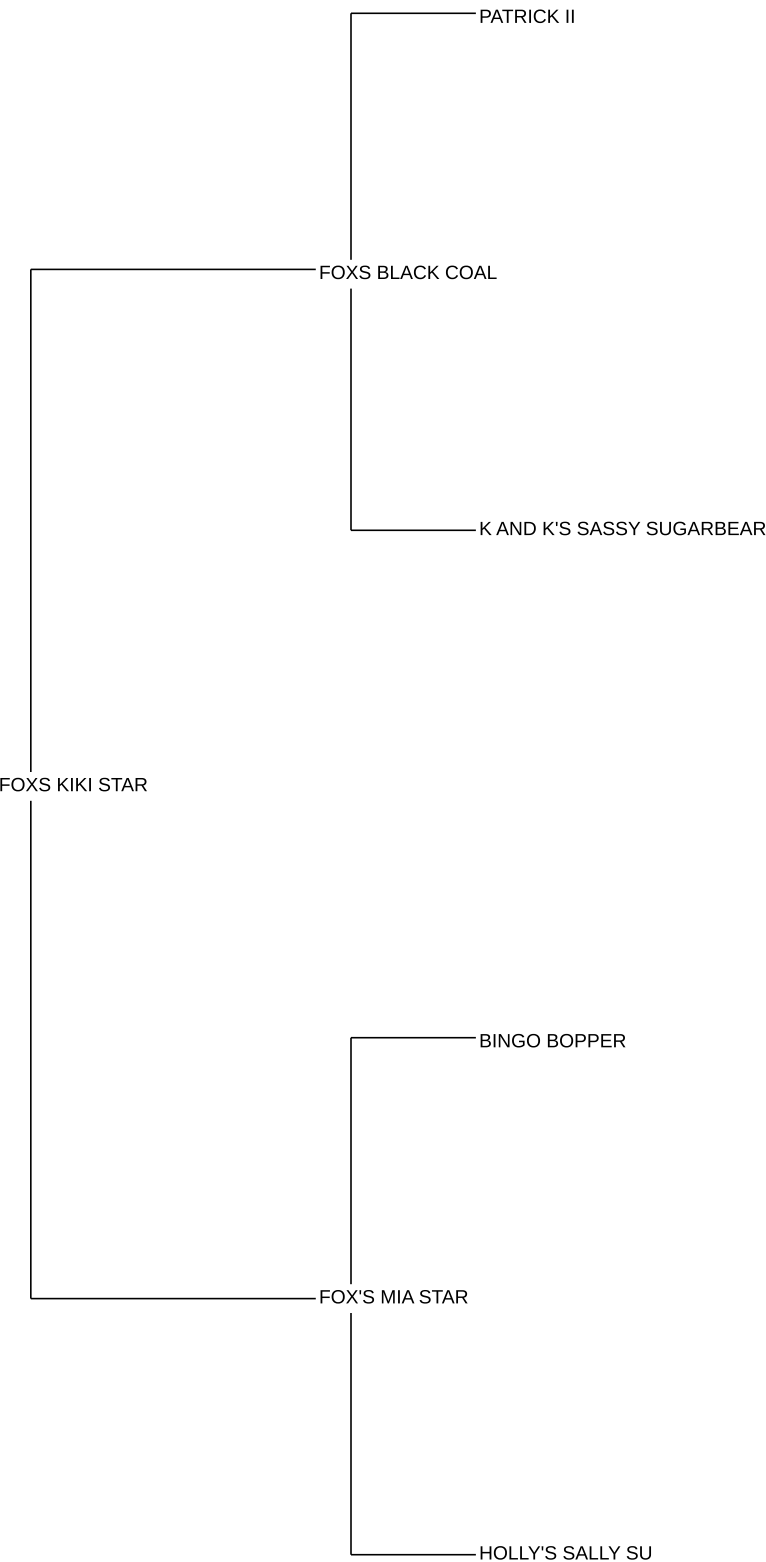 PATRICK II
FOXS BLACK COAL
K AND K'S SASSY SUGARBEAR
FOXS KIKI STAR
BINGO BOPPER
FOX'S MIA STAR
HOLLY'S SALLY SU